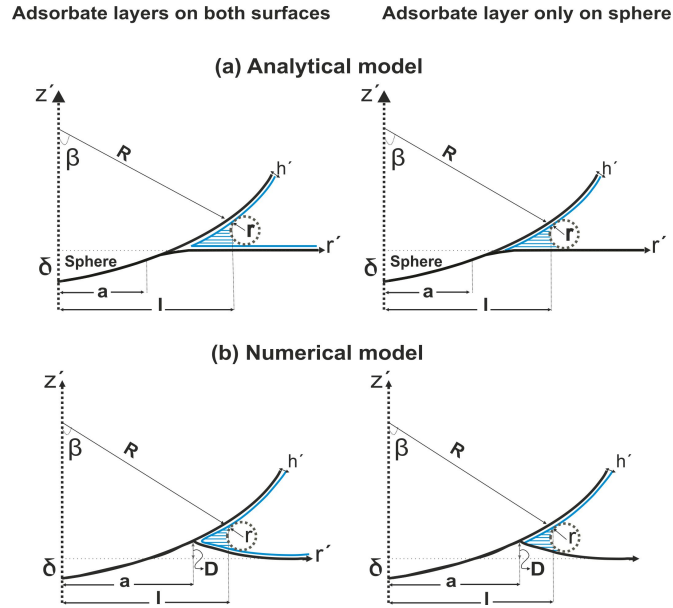 Adsorbate layers on both surfaces
Adsorbate layer only on sphere
(a) Analytical model
z´
z´
R
R
β
β
h´
h´
r
r
r´
r´
δ
Sphere
δ
Sphere
a
a
l
l
(b) Numerical model
z´
z´
R
R
β
β
h´
h´
r
r
r´
δ
δ
D
D
a
a
l
l